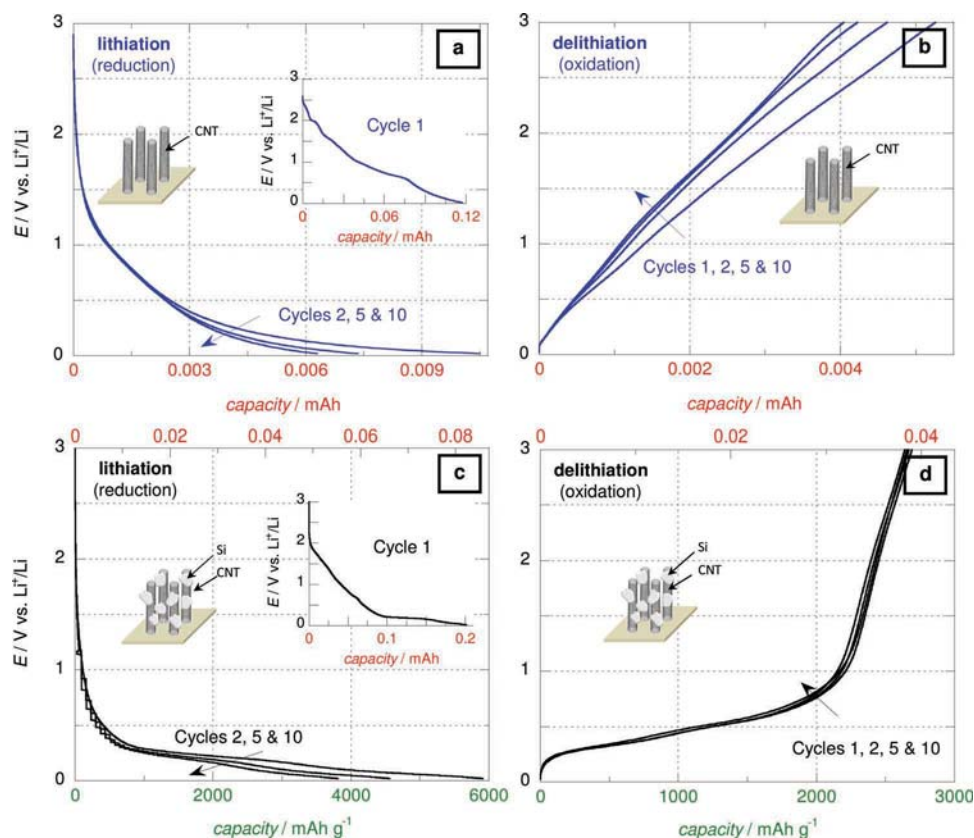 3
2
1
0
E / V vs. Li⁺/Li
lithiation
(reduction)
a
CNT
3
2
1
0
E / V vs. Li⁺/Li
Cycle 1
0
0.06
0.12
capacity / mAh
Cycles 2, 5 & 10
0
0.003
0.006
0.009
capacity / mAh
3
2
1
0
delithiation
(oxidation)
b
CNT
Cycles 1, 2, 5 & 10
0
0.002
0.004
capacity / mAh
0
0.02
0.04
0.06
0.08
3
2
1
0
E / V vs. Li⁺/Li
lithiation
(reduction)
c
Si
CNT
3
2
1
0
E / V vs. Li⁺/Li
Cycle 1
0
0.1
0.2
capacity / mAh
Cycles 2, 5 & 10
0
2000
4000
6000
capacity / mAh g⁻¹
0
0.02
0.04
3
2
1
0
delithiation
(oxidation)
d
Si
CNT
Cycles 1, 2, 5 & 10
0
1000
2000
3000
capacity / mAh g⁻¹